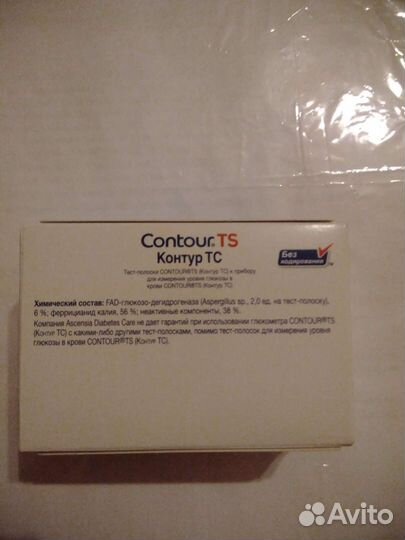 Contour® TS
Контур ТС
Без
кодирования
Тест-полоски CONTOUR®TS (Контур ТС) к прибору
для измерения уровня глюкозы в
крови CONTOUR®TS (Контур ТС)
Химический состав: FAD-глюкозо-дегидрогеназа (Aspergillus sp., 2,0 ед. на тест-полоску),
6 %; феррицианид калия, 56 %; неактивные компоненты, 38 %.
Компания Ascensia Diabetes Care не дает гарантий при использовании глюкометра CONTOUR®TS
(Контур ТС) с какими-либо другими тест-полосками, помимо тест-полосок для измерения уровня
глюкозы в крови CONTOUR®TS (Контур ТС).
Avito